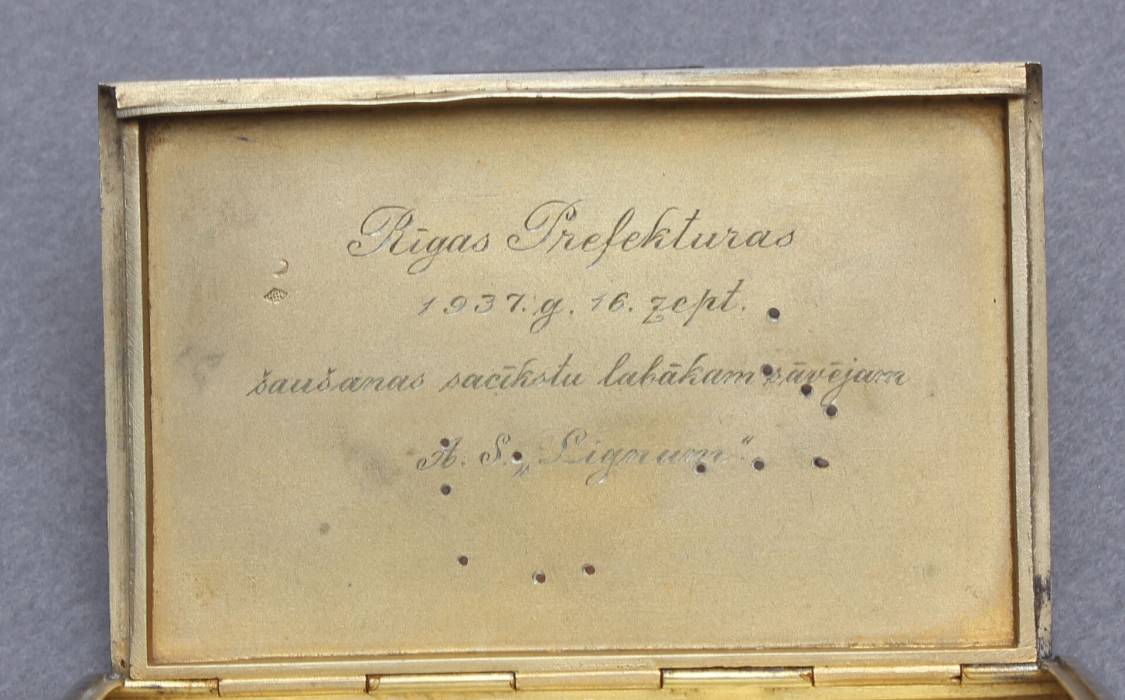 Rīgas Prefekturas
1937. g. 16. zept.
šaušanas sacīkstu labākam šāvējam
A. S. „Lignum“